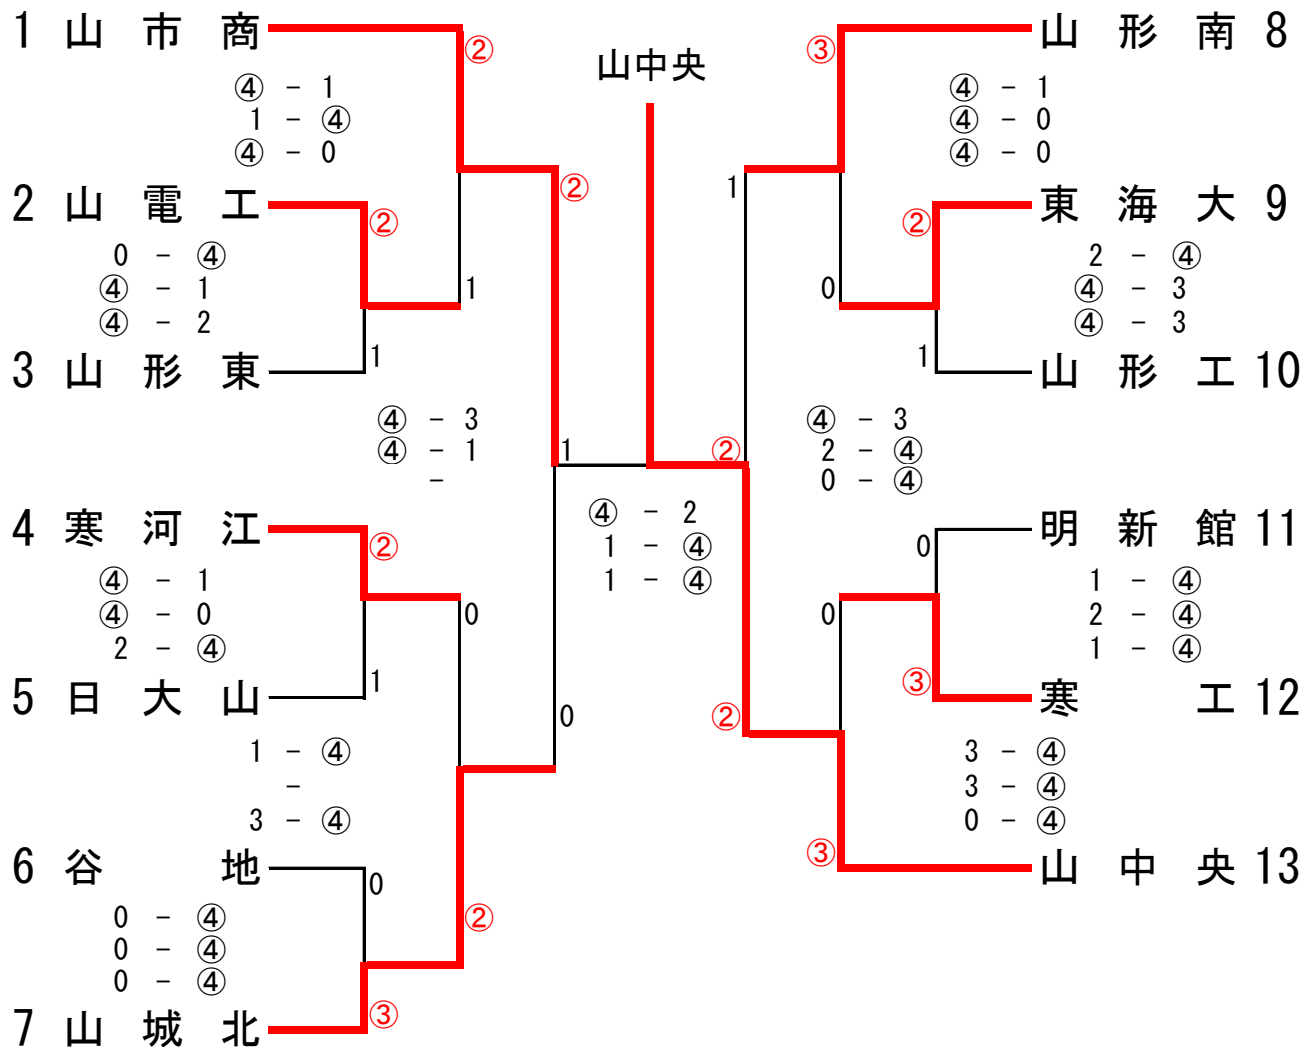 1 山市商
②
④ - 1
1 - ④
④ - 0
2 山電工
②
②
0 - ④
④ - 1
④ - 2
1
3 山形東
1
④ - 3
④ - 1
-
1
4 寒河江
②
④ - 1
④ - 0
2 - ④
0
5 日大山
1
0
1 - ④
-
3 - ④
6 谷地
0
②
0 - ④
0 - ④
0 - ④
7 山城北
③
山中央
④ - 2
1 - ④
1 - ④
山形南 8
③
④ - 1
④ - 0
④ - 0
1
東海大 9
②
2 - ④
④ - 3
④ - 3
0
1
山形工 10
④ - 3
2 - ④
0 - ④
②
明新館 11
0
1 - ④
2 - ④
1 - ④
0
③
寒工 12
②
3 - ④
3 - ④
0 - ④
③
山中央 13